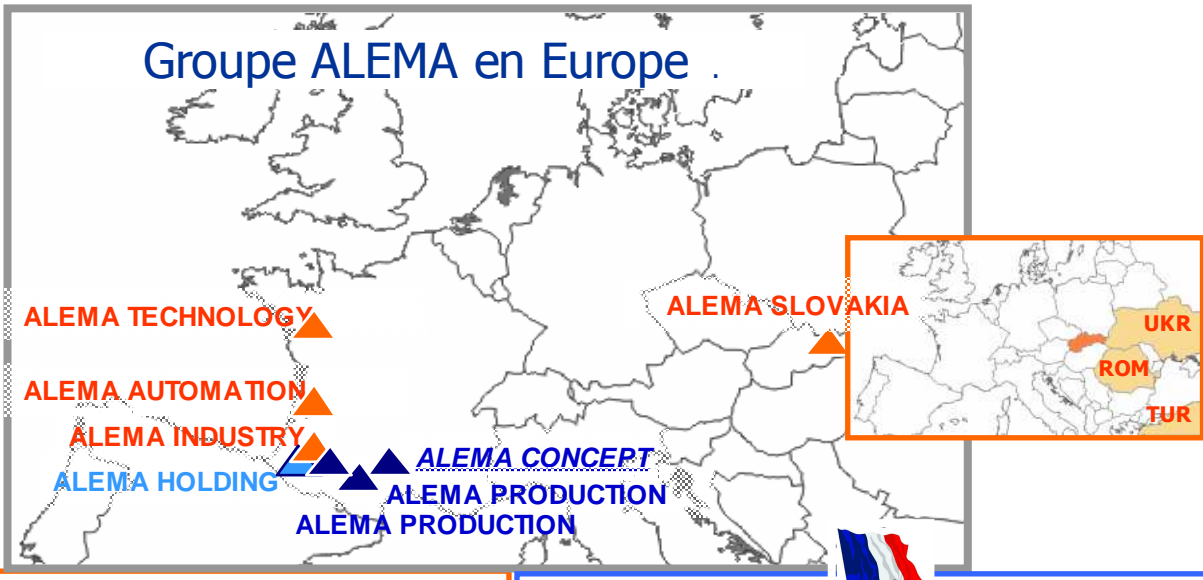 Groupe ALEMA en Europe .
ALEMA TECHNOLOGY
ALEMA SLOVAKIA
UKR
ROM
TUR
ALEMA AUTOMATION
ALEMA INDUSTRY
ALEMA CONCEPT
ALEMA HOLDING
ALEMA PRODUCTION
ALEMA PRODUCTION